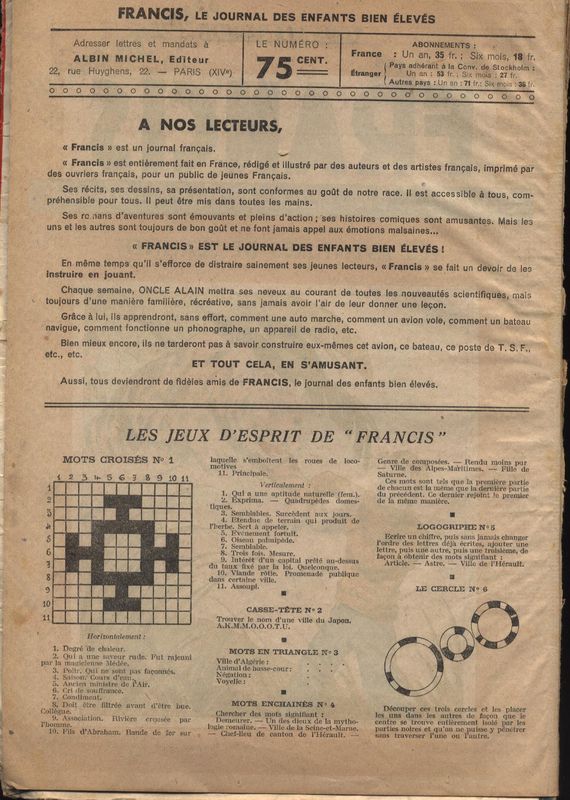 FRANCIS, LE JOURNAL DES ENFANTS BIEN ÉLEVÉS
Adresser lettres et mandats à
ALBIN MICHEL, Editeur
22, rue Huyghens, 22. — PARIS (XIVe)
LE NUMÉRO :
75 CENT.
ABONNEMENTS :
France : Un an, 35 fr.; Six mois, 18 fr.
Étranger
Pays adhérant à la Conv. de Stockholm :
Un an : 53 fr.; Six mois : 27 fr.
Autres pays : Un an : 71 fr.; Six mois : 36 fr.
A NOS LECTEURS,
« Francis » est un journal français.
« Francis » est entièrement fait en France, rédigé et illustré par des auteurs et des artistes français, imprimé par
des ouvriers français, pour un public de jeunes Français.
Ses récits, ses dessins, sa présentation, sont conformes au goût de notre race. Il est accessible à tous, com-
préhensible pour tous. Il peut être mis dans toutes les mains.
Ses romans d'aventures sont émouvants et pleins d'action ; ses histoires comiques sont amusantes. Mais les
uns et les autres sont toujours de bon goût et ne font jamais appel aux émotions malsaines...
« FRANCIS » EST LE JOURNAL DES ENFANTS BIEN ÉLEVÉS !
En même temps qu'il s'efforce de distraire sainement ses jeunes lecteurs, « Francis » se fait un devoir de les
instruire en jouant.
Chaque semaine, ONCLE ALAIN mettra ses neveux au courant de toutes les nouveautés scientifiques, mais
toujours d'une manière familière, récréative, sans jamais avoir l'air de leur donner une leçon.
Grâce à lui, ils apprendront, sans effort, comment une auto marche, comment un avion vole, comment un bateau
navigue, comment fonctionne un phonographe, un appareil de radio, etc.
Bien mieux encore, ils ne tarderont pas à savoir construire eux-mêmes cet avion, ce bateau, ce poste de T. S. F.,
etc., etc.
ET TOUT CELA, EN S'AMUSANT.
Aussi, tous deviendront de fidèles amis de FRANCIS, le journal des enfants bien élevés.
LES JEUX D'ESPRIT DE "FRANCIS"
MOTS CROISÉS No 1
1 2 3 4 5 6 7 8 9 10 11
1
2
3
4
5
6
7
8
9
10
11
Horizontalement :
1. Degré de chaleur.
2. Qui a une saveur rude. Fut rajeuni
par la magicienne Médée.
3. Petit. Qui ne sont pas façonnés.
4. Saison. Cours d'eau.
5. Ancien ministre de l'Air.
6. Cri de souffrance.
7. Condiment.
8. Doit être filtrée avant d'être bue.
Collègue.
9. Association. Rivière croisée par
l'homme.
10. Fils d'Abraham. Bande de fer sur
laquelle s'emboîtent les roues de loco-
motives
11. Principale.
Verticalement :
1. Qui a une aptitude naturelle (fem.).
2. Exprima. — Quadrupèdes domes-
tiques.
3. Semblables. Succèdent aux jours.
4. Etendue de terrain qui produit de
l'herbe. Sert à appeler.
5. Evénement fortuit.
6. Oiseau palmipède.
7. Semblable.
8. Trois fois. Mesure.
9. Intérêt d'un capital prêté au-dessus
du taux fixé par la loi. Quelconque.
10. Viande rôtie. Promenade publique
dans certaine ville.
11. Assoupi.
CASSE-TÊTE No 2
Trouver le nom d'une ville du Japon.
A.K.M.M.O.O.O.T.U.
MOTS EN TRIANGLE No 3
Ville d'Algérie :
Animal de basse-cour :
Négation :
Voyelle :
MOTS ENCHAINÉS No 4
Chercher des mots signifiant :
Demeurer. — Un des dieux de la mytho-
logie romaine. — Ville de la Seine-et-Marne.
— Chef-lieu de canton de l'Hérault. —
Genre de composées. — Rendu moins pur
— Ville des Alpes-Maritimes. — Fille de
Saturne.
Ces mots sont tels que la première partie
de chacun est la même que la dernière partie
du précédent. Ce dernier rejoint le premier
de la même manière.
LOGOGRIPHE No 5
Ecrire un chiffre, puis sans jamais changer
l'ordre des lettres déjà écrites, ajouter une
lettre, puis une autre, puis une troisième, de
façon à obtenir des mots signifiant :
Article. — Astre. — Ville de l'Hérault.
LE CERCLE No 6
Découper ces trois cercles et les placer
les uns dans les autres de façon que le
centre se trouve entièrement isolé par les
parties noires et qu'on ne puisse y pénétrer
sans traverser l'une ou l'autre.